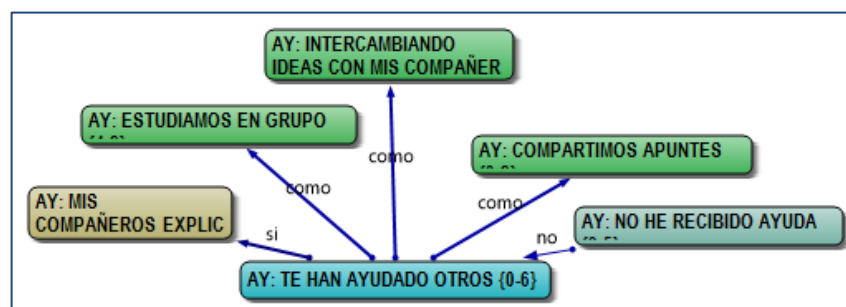 AY: INTERCAMBIANDO
IDEAS CON MIS COMPAÑER
AY: ESTUDIAMOS EN GRUPO
como
AY: COMPARTIMOS APUNTES
como
como
AY: MIS
COMPAÑEROS EXPLIC
si
AY: NO HE RECIBIDO AYUDA
no
AY: TE HAN AYUDADO OTROS {0-6}